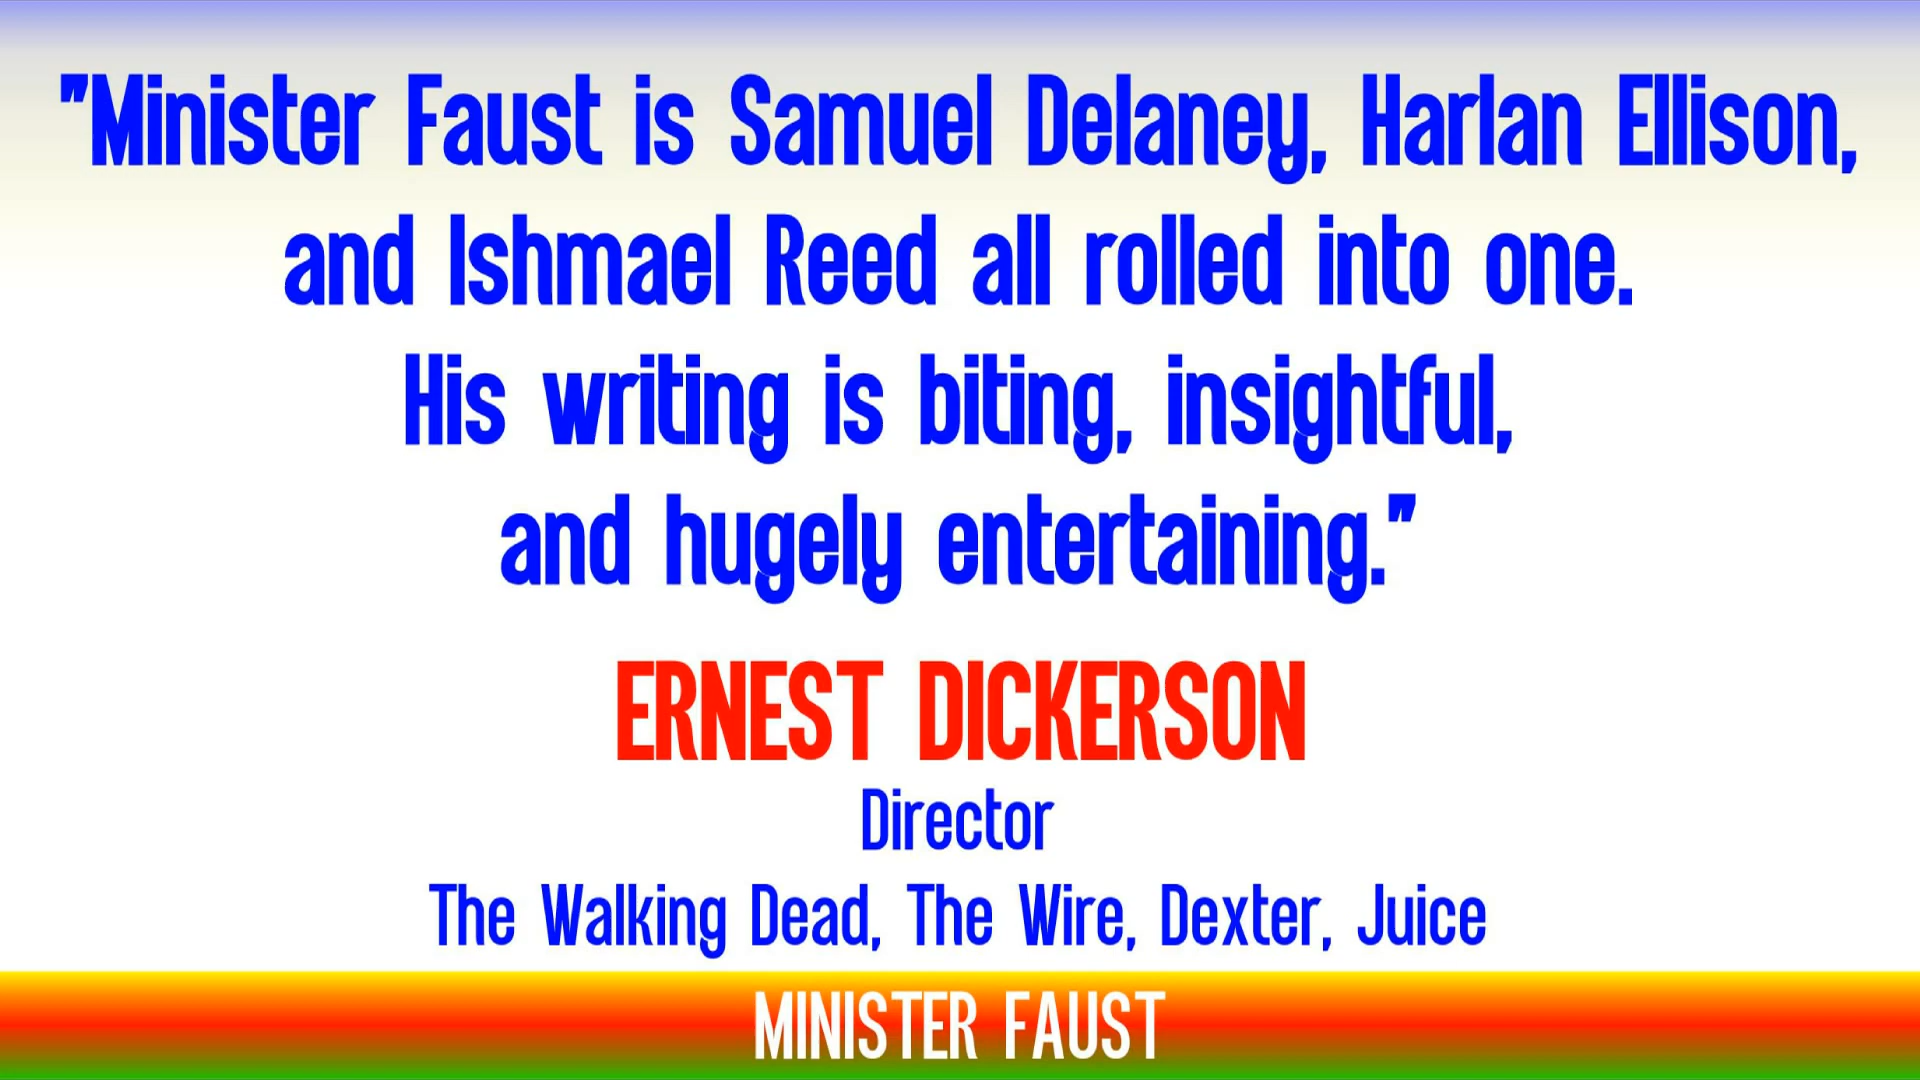 "Minister Faust is Samuel Delaney, Harlan Ellison,
and Ishmael Reed all rolled into one.
His writing is biting, insightful,
and hugely entertaining."
ERNEST DICKERSON
Director
The Walking Dead, The Wire, Dexter, Juice
MINISTER FAUST